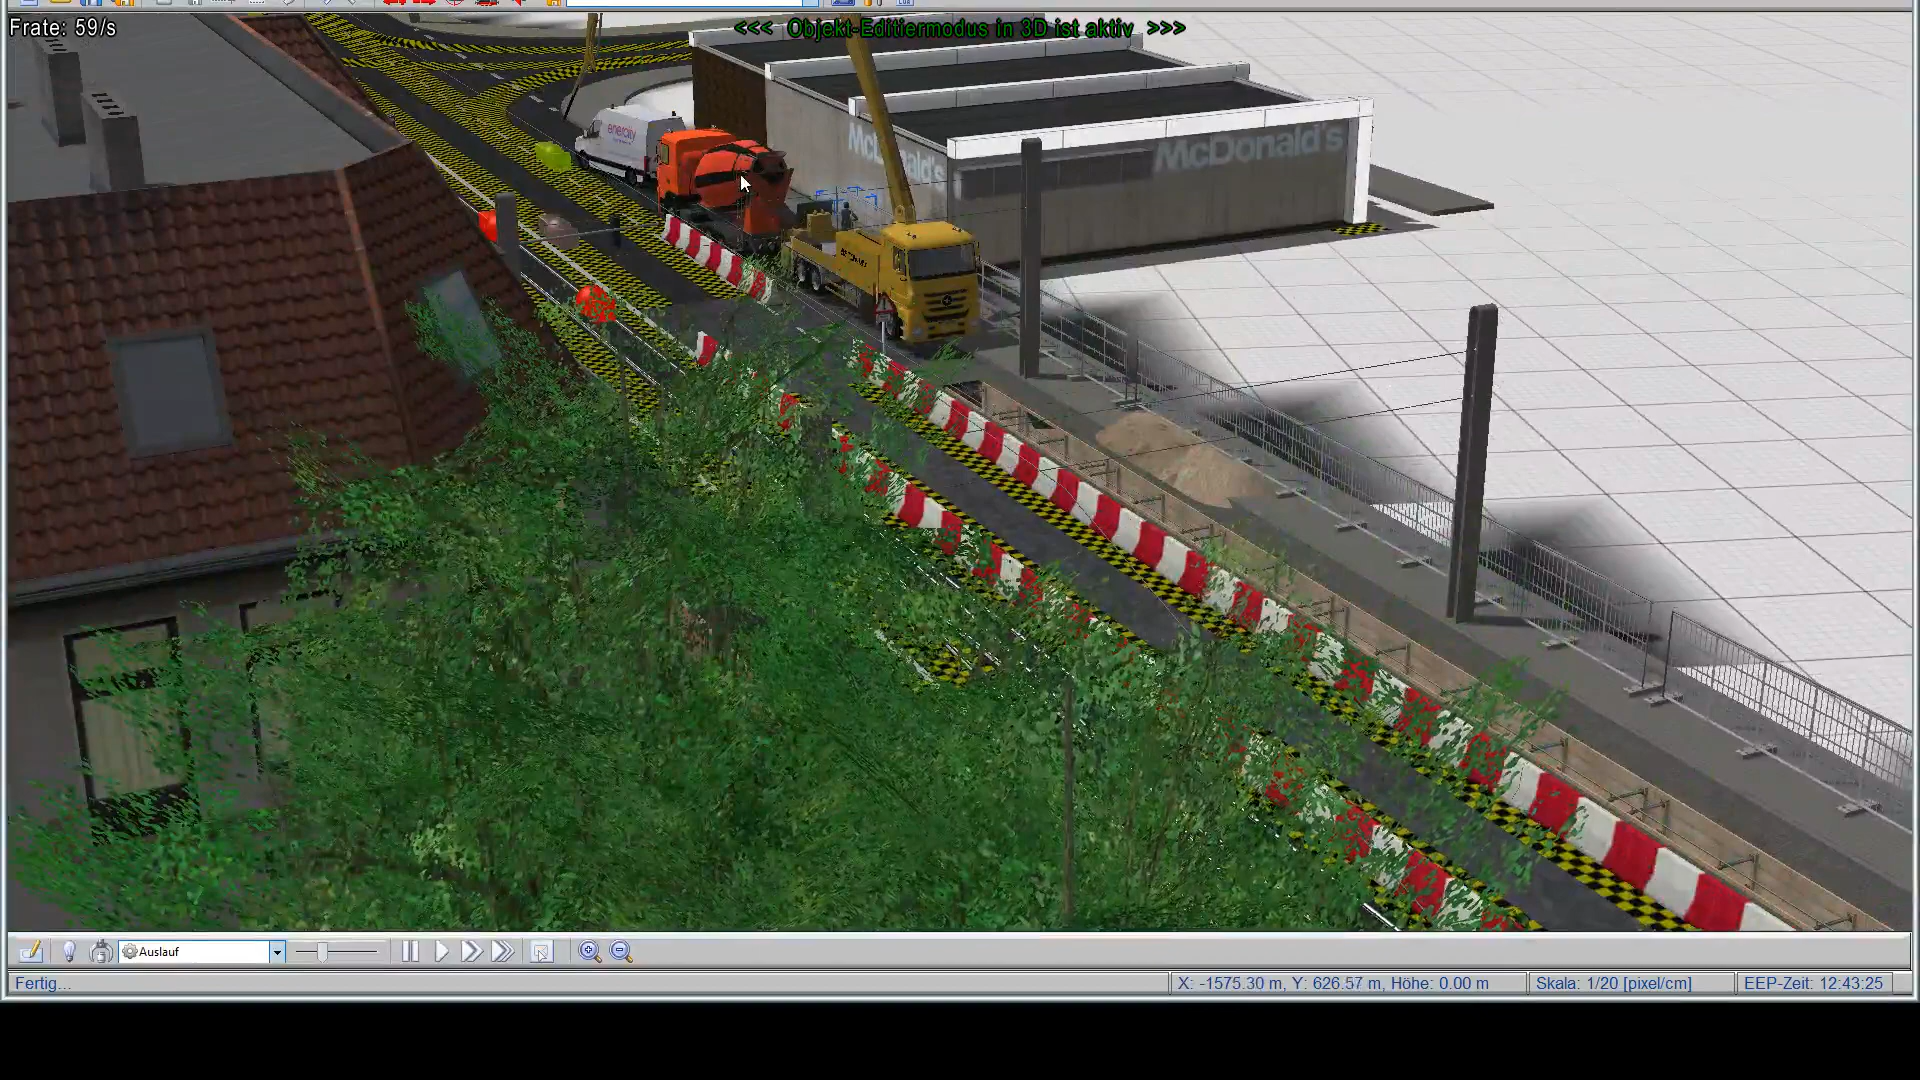 Frate: 59/s
<<< Objekt-Editiermodus in 3D ist aktiv >>>
enercity
McDonald's
McDonald's
Auslauf
Fertig...
X: -1575.30 m, Y: 626.57 m, Höhe: 0.00 m
Skala: 1/20 [pixel/cm]
EEP-Zeit: 12:43:25